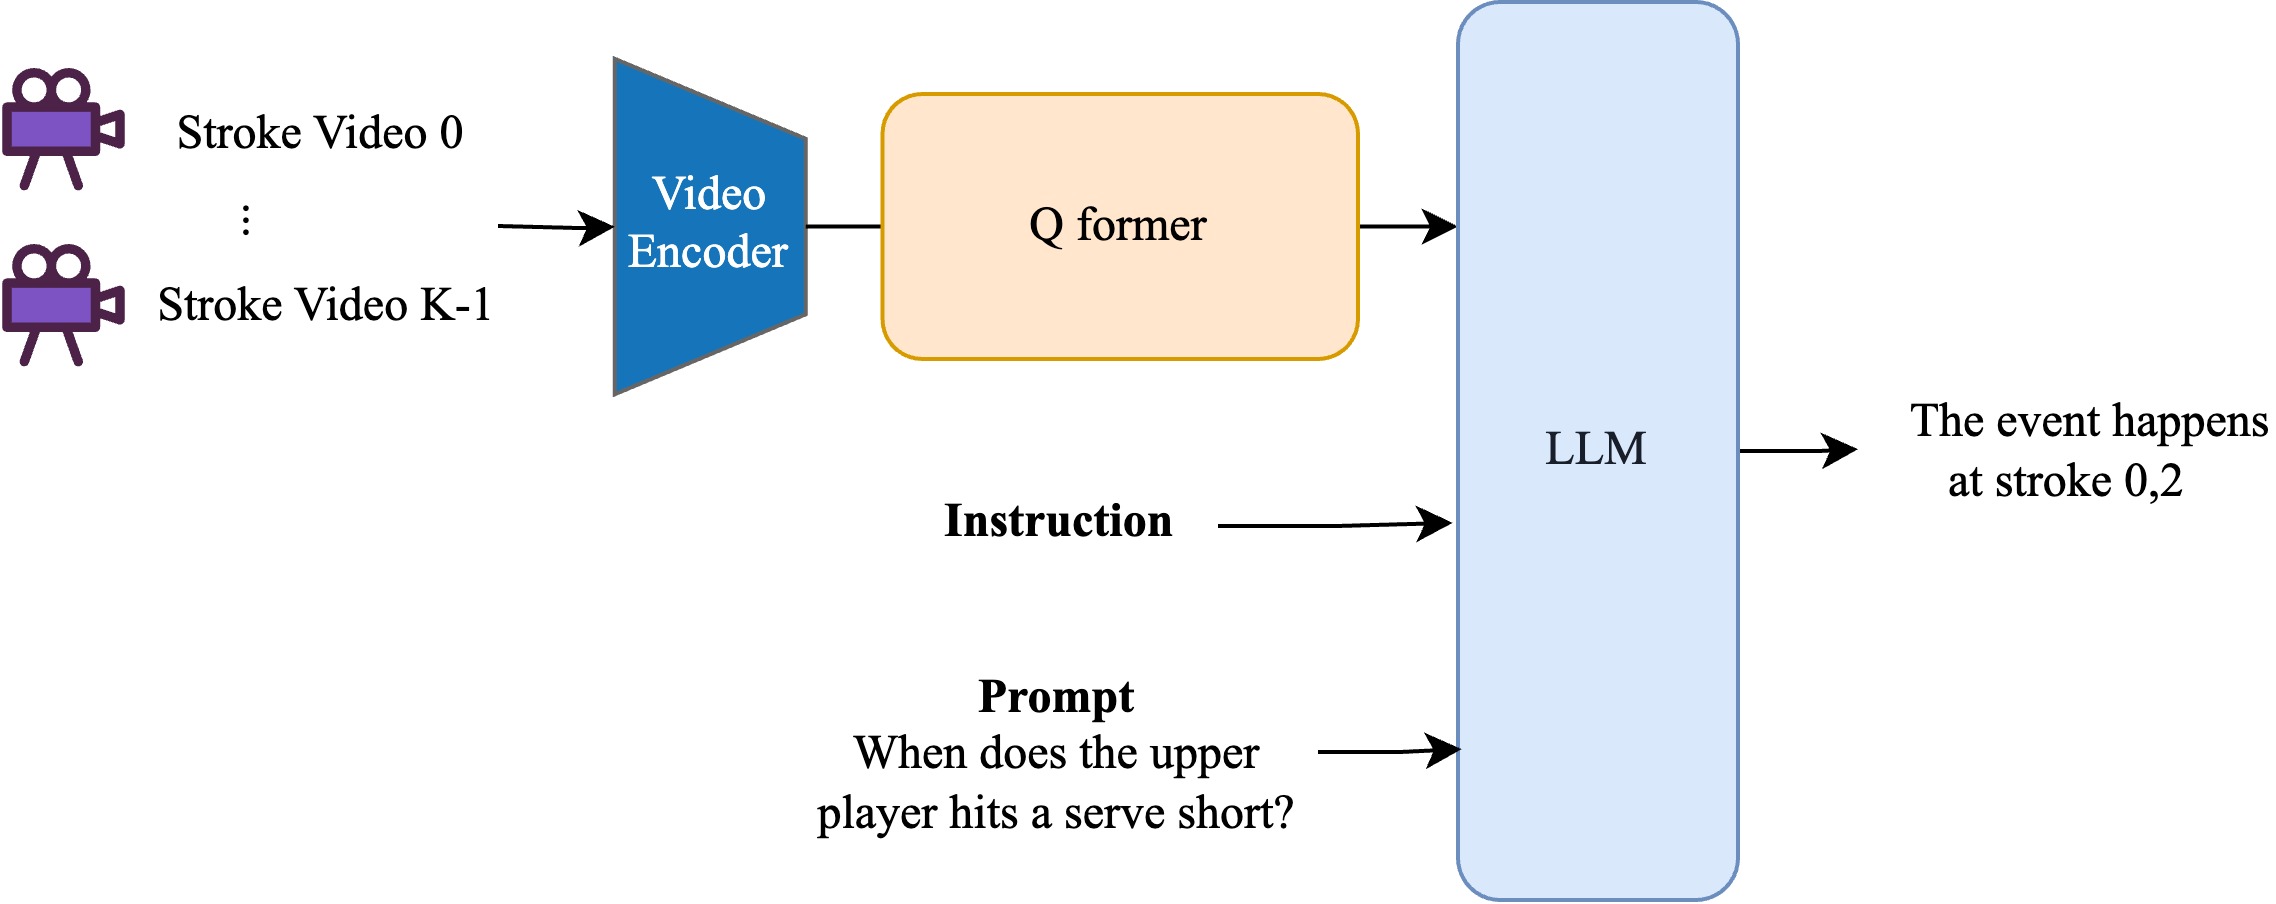 Stroke Video 0
⋮
Stroke Video K-1
Video
Encoder
Q former
LLM
Instruction
Prompt
When does the upper
player hits a serve short?
The event happens
at stroke 0,2